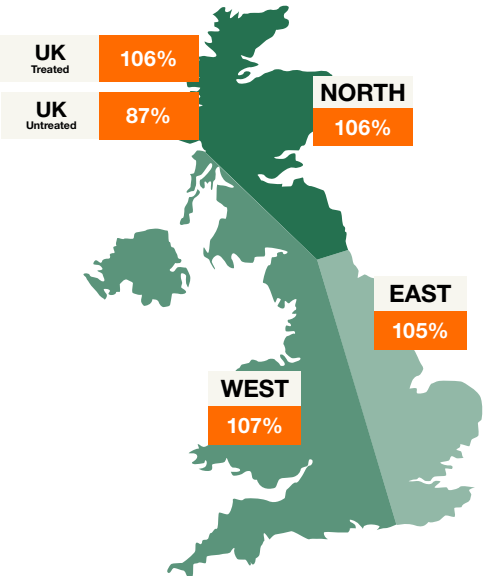 UK
Treated
106%
UK
Untreated
87%
NORTH
106%
EAST
105%
WEST
107%